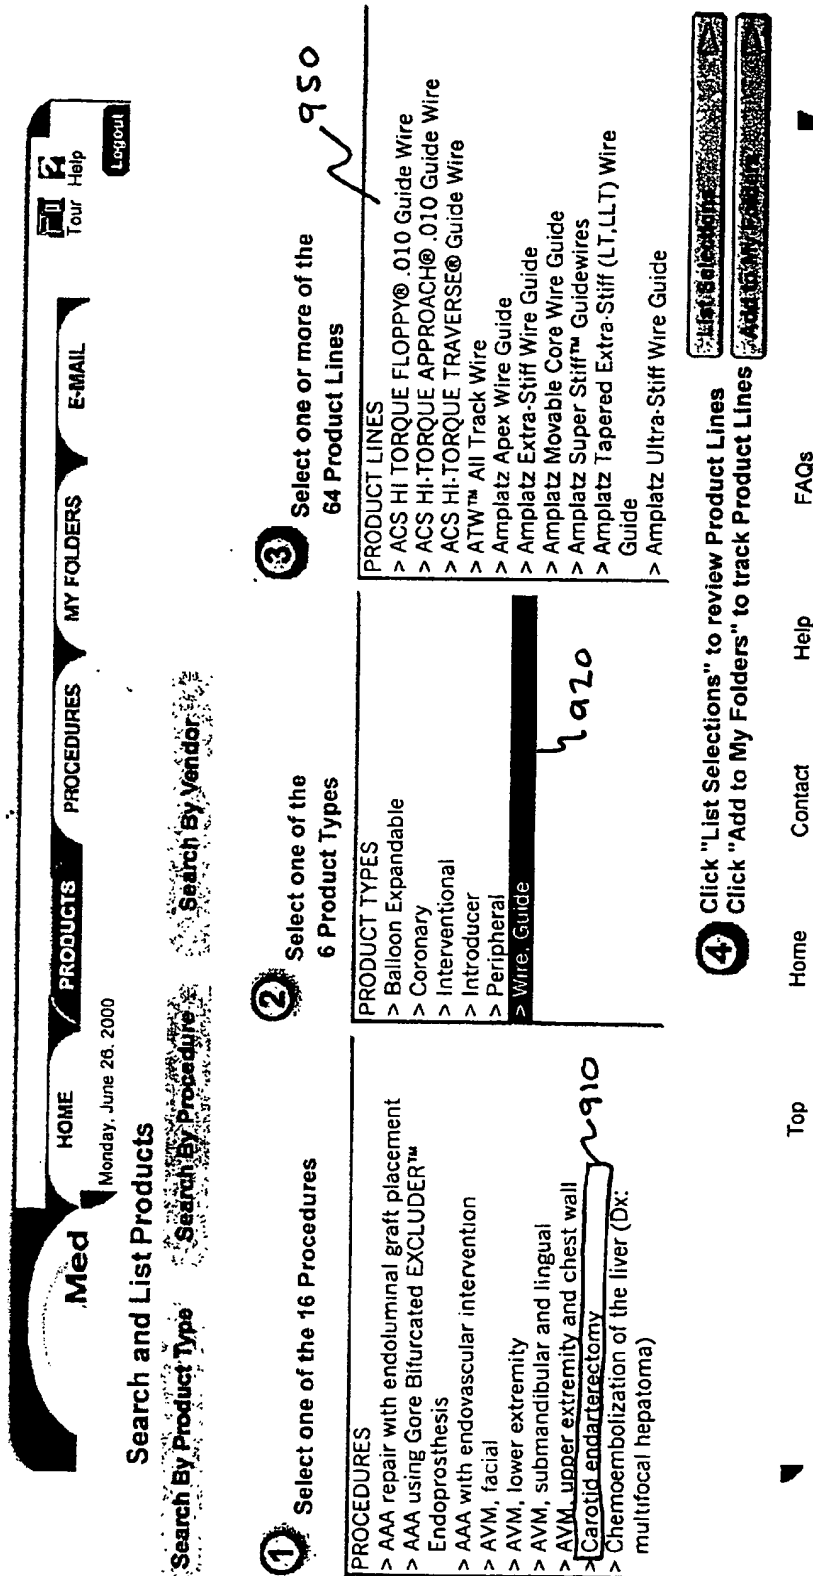 .Med
HOME
PRODUCTS
PROCEDURES
MY FOLDERS
E-MAIL
Tour
Help
Logout
Monday, June 26. 2000
Search and List Products
Search By Product Type
Search By Procedure
Search By Vendor
1
Select one of the 16 Procedures
PROCEDURES
> AAA repair with endoluminal graft placement
> AAA using Gore Bifurcated EXCLUDER™
Endoprosthesis
> AAA with endovascular intervention
> AVM, facial
> AVM, lower extremity
> AVM, submandibular and lingual
> AVM, upper extremity and chest wall
> Carotid endarterectomy
> Chemoembolization of the liver (Dx:
multifocal hepatoma)
910
2
Select one of the
6 Product Types
PRODUCT TYPES
> Balloon Expandable
> Coronary
> Interventional
> Introducer
> Peripheral
> Wire. Guide
920
3
Select one or more of the
64 Product Lines
950
PRODUCT LINES
> ACS HI TORQUE FLOPPY® .010 Guide Wire
> ACS HI-TORQUE APPROACH® .010 Guide Wire
> ACS HI-TORQUE TRAVERSE® Guide Wire
> ATW™ All Track Wire
> Amplatz Apex Wire Guide
> Amplatz Extra-Stiff Wire Guide
> Amplatz Movable Core Wire Guide
> Amplatz Super Stiff™ Guidewires
> Amplatz Tapered Extra-Stiff (LT,LLT) Wire
Guide
> Amplatz Ultra-Stiff Wire Guide
4
Click "List Selections" to review Product Lines
Click "Add to My Folders" to track Product Lines
List Selections
Add to My Folders
Top
Home
Contact
Help
FAQs